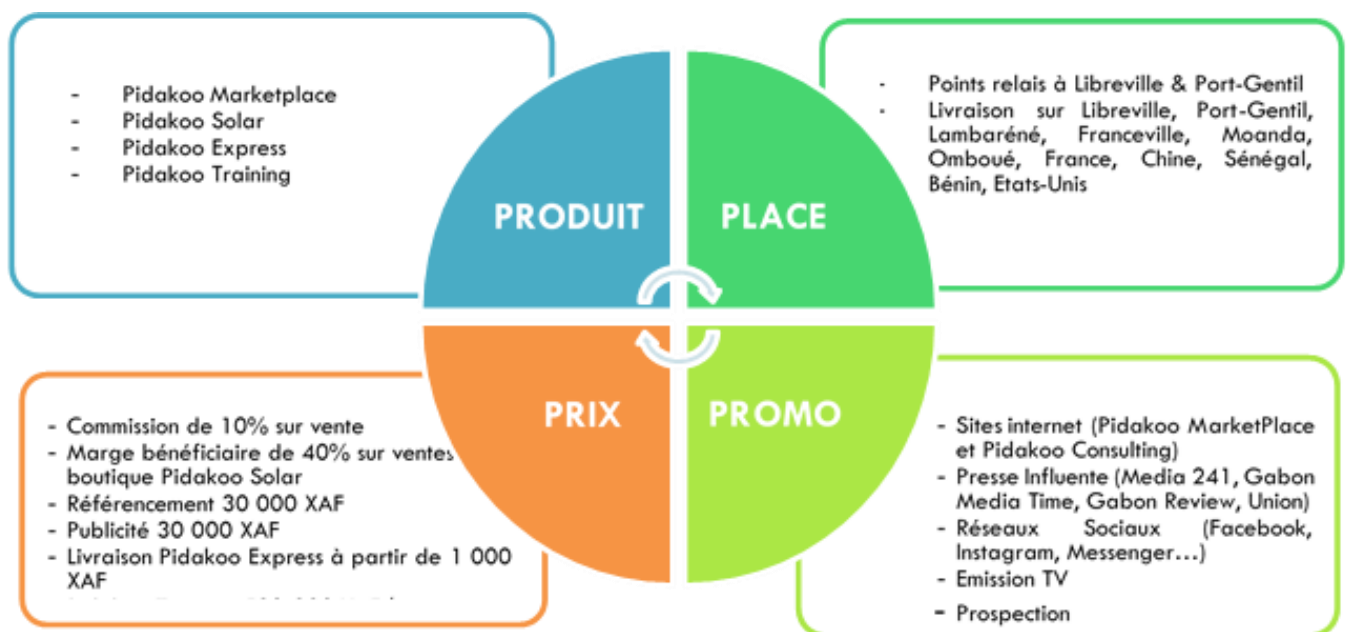 - Pidakoo Marketplace
- Pidakoo Solar
- Pidakoo Express
- Pidakoo Training
PRODUIT
PLACE
- Points relais à Libreville & Port-Gentil
- Livraison sur Libreville, Port-Gentil,
Lambaréné, Franceville, Moanda,
Omboué, France, Chine, Sénégal,
Bénin, Etats-Unis
- Commission de 10% sur vente
- Marge bénéficiaire de 40% sur ventes
boutique Pidakoo Solar
- Référencement 30 000 XAF
- Publicité 30 000 XAF
- Livraison Pidakoo Express à partir de 1 000
XAF
PRIX
PROMO
- Sites internet (Pidakoo MarketPlace
et Pidakoo Consulting)
- Presse Influente (Media 241, Gabon
Media Time, Gabon Review, Union)
- Réseaux Sociaux (Facebook,
Instagram, Messenger...)
- Emission TV
- Prospection